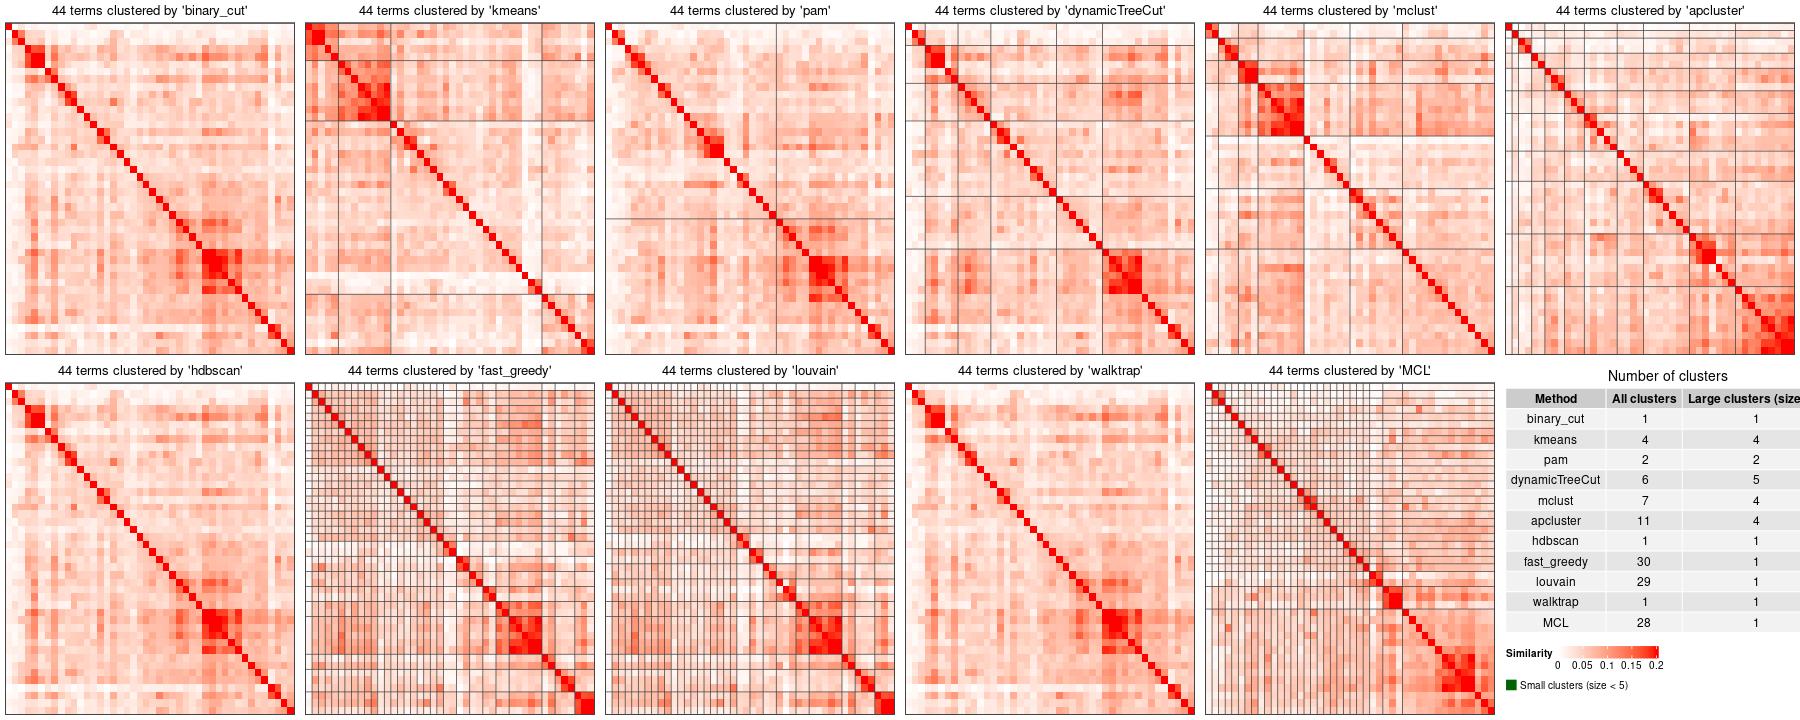 44 terms clustered by 'binary_cut'
44 terms clustered by 'kmeans'
44 terms clustered by 'pam'
44 terms clustered by 'dynamicTreeCut'
44 terms clustered by 'mclust'
44 terms clustered by 'apcluster'
44 terms clustered by 'hdbscan'
44 terms clustered by 'fast_greedy'
44 terms clustered by 'louvain'
44 terms clustered by 'walktrap'
44 terms clustered by 'MCL'
Number of clusters
Method All clusters Large clusters (size
binary_cut 1 1
kmeans 4 4
pam 2 2
dynamicTreeCut 6 5
mclust 7 4
apcluster 11 4
hdbscan 1 1
fast_greedy 30 1
louvain 29 1
walktrap 1 1
MCL 28 1
Similarity
0 0.05 0.1 0.15 0.2
Small clusters (size < 5)